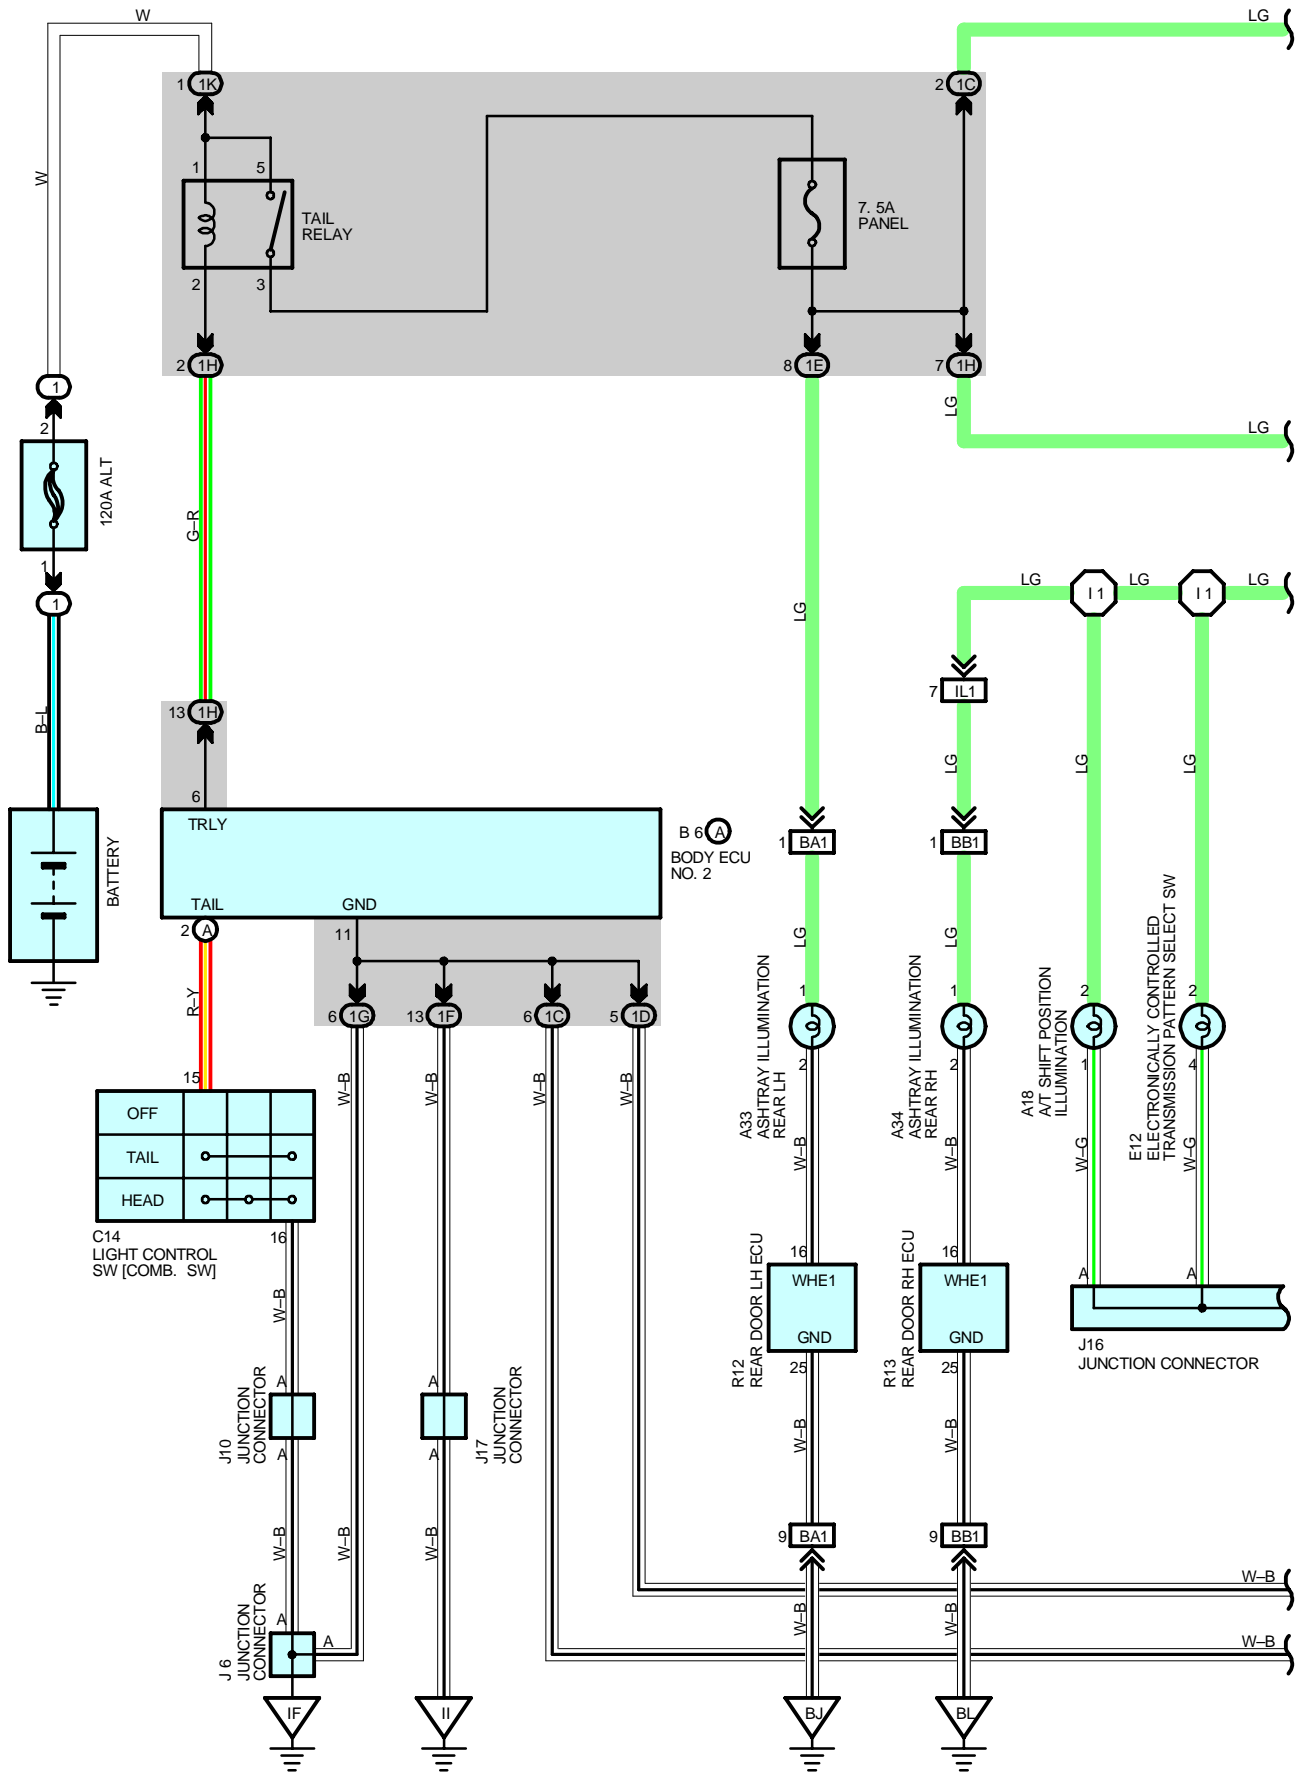 W
LG
1 1K
2 1C
W
1 5
TAIL
RELAY
7. 5A
PANEL
2 3
2 1H
8 1E
7 1H
1
LG
LG
2
120A ALT
1
G–R
1
LG
LG
LG
LG
I 1
I 1
7 IL1
13 1H
B–L
LG
LG
LG
6
TRLY
B 6 A
BODY ECU
NO. 2
1 BA1
1 BB1
BATTERY
TAIL
GND
2 A
11
LG
LG
R–Y
6 1G
13 1F
6 1C
5 1D
1
1
2
2
A33
ASHTRAY ILLUMINATION
REAR LH
A34
ASHTRAY ILLUMINATION
REAR RH
A18
A/T SHIFT POSITION
ILLUMINATION
E12
ELECTRONICALLY CONTROLLED
TRANSMISSION PATTERN SELECT SW
2
2
1
4
15
OFF
TAIL
HEAD
C14
LIGHT CONTROL
SW [COMB. SW]
16
W–B
W–B
W–B
W–B
W–B
W–B
W–G
W–G
16
16
WHE1
GND
WHE1
GND
R12
REAR DOOR LH ECU
R13
REAR DOOR RH ECU
25
25
A
A
J16
JUNCTION CONNECTOR
W–B
A
A
J10
JUNCTION
CONNECTOR
A
A
J17
JUNCTION
CONNECTOR
W–B
W–B
W–B
W–B
W–B
9 BA1
9 BB1
W–B
W–B
W–B
W–B
A
A
J 6
JUNCTION
CONNECTOR
IF
II
BJ
BL